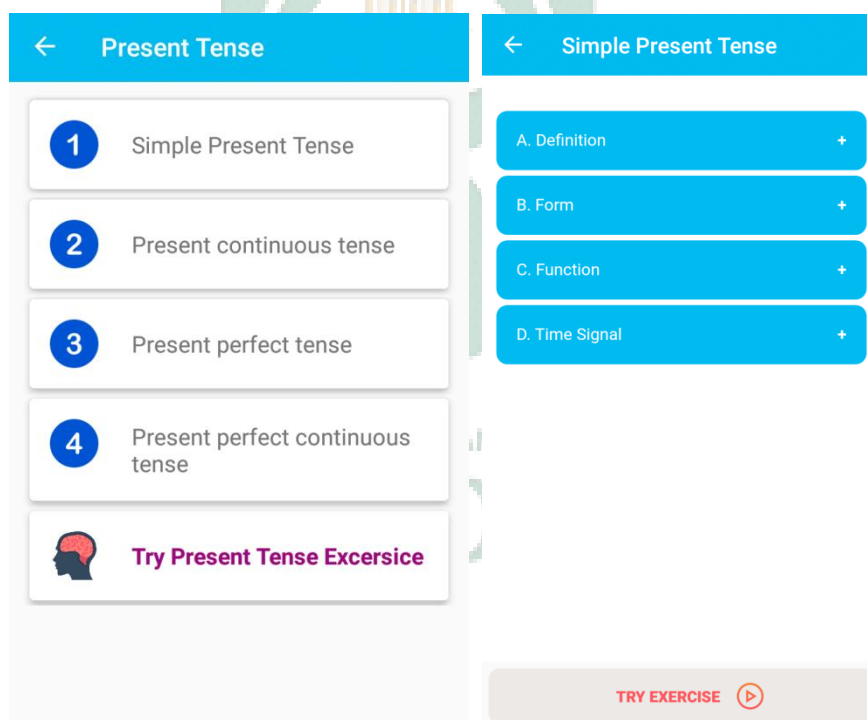 Present Tense
1 Simple Present Tense
2 Present continuous tense
3 Present perfect tense
4 Present perfect continuous
tense
Try Present Tense Excersice
Simple Present Tense
A. Definition +
B. Form +
C. Function +
D. Time Signal +
TRY EXERCISE